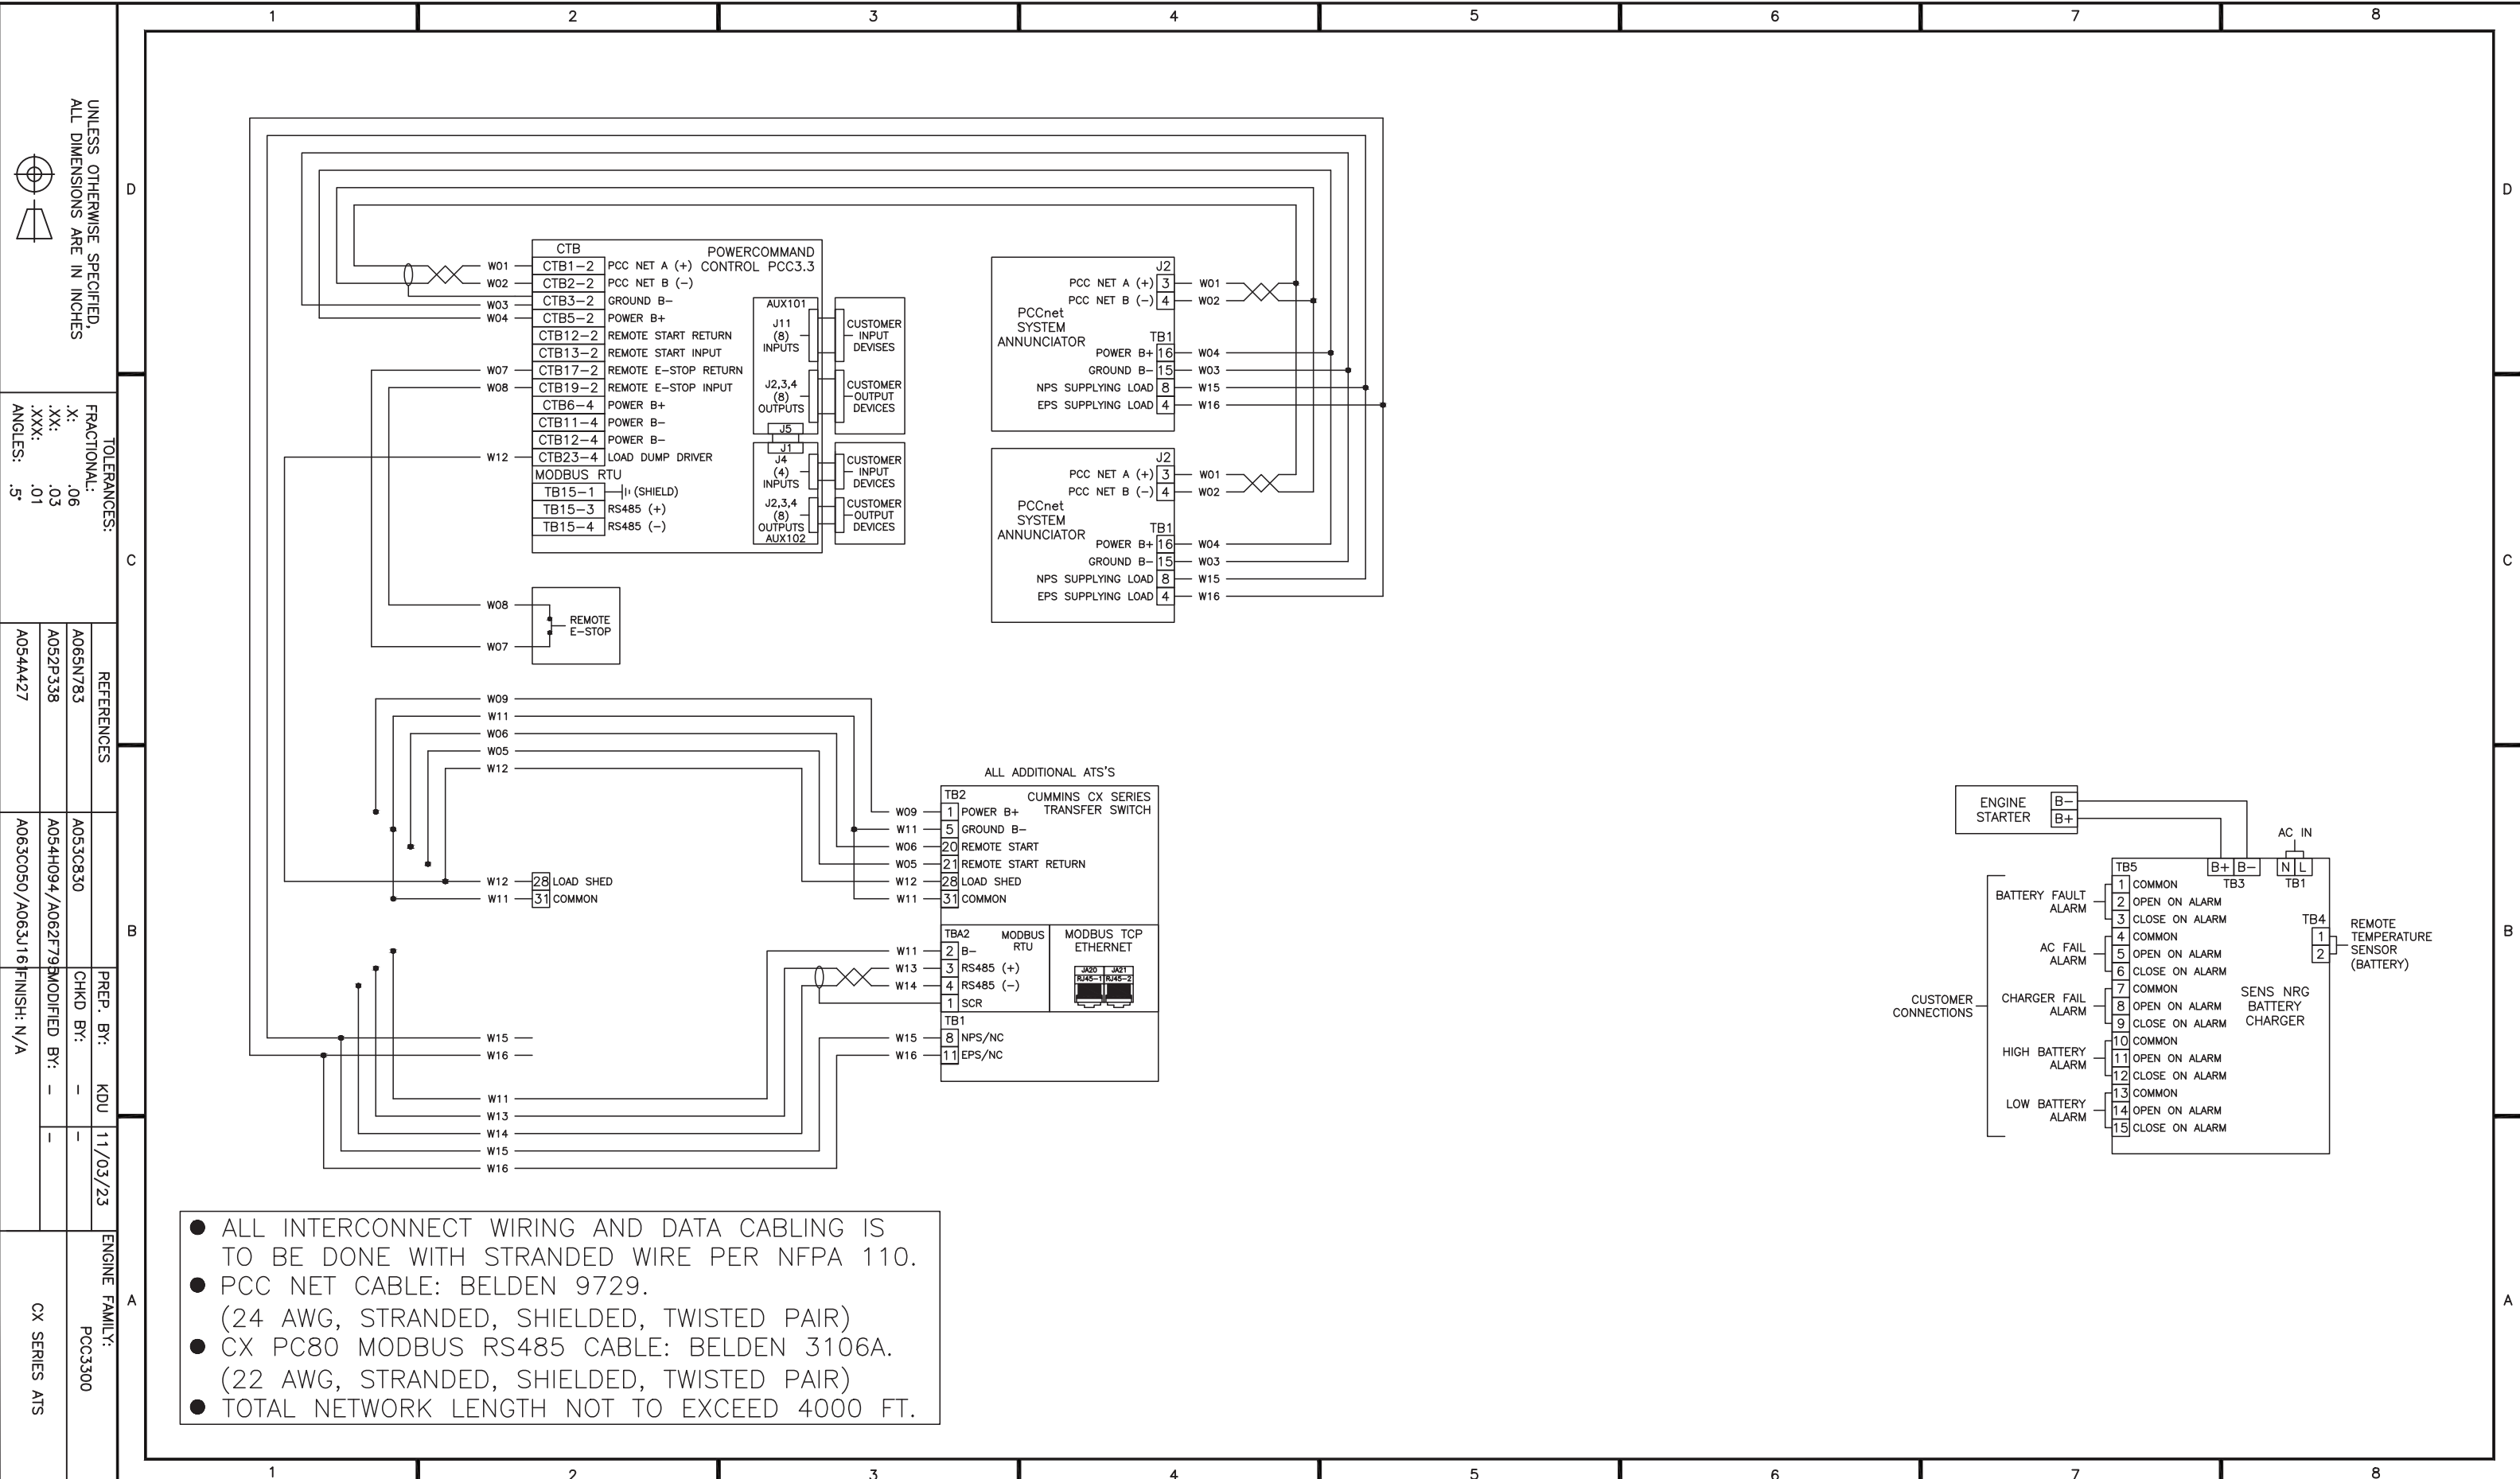 1 2 3 4 5 6 7 8
D
C
B
A
UNLESS OTHERWISE SPECIFIED,
ALL DIMENSIONS ARE IN INCHES
TOLERANCES:
FRACTIONAL:
.X: .06
.XX: .03
.XXX: .01
ANGLES: .5°
REFERENCES
A065N783
A052P338
A054A427
A053C830
A054H094/A062F795
A063C050/A063J161
PREP. BY: KDU 11/03/23
CHKD BY: - -
MODIFIED BY: - -
FINISH: N/A
ENGINE FAMILY:
PCC3300
CX SERIES ATS
CTB
POWERCOMMAND
CONTROL PCC3.3
W01 CTB1-2 PCC NET A (+)
W02 CTB2-2 PCC NET B (-)
W03 CTB3-2 GROUND B-
W04 CTB5-2 POWER B+
CTB12-2 REMOTE START RETURN
CTB13-2 REMOTE START INPUT
W07 CTB17-2 REMOTE E-STOP RETURN
W08 CTB19-2 REMOTE E-STOP INPUT
CTB6-4 POWER B+
CTB11-4 POWER B-
CTB12-4 POWER B-
W12 CTB23-4 LOAD DUMP DRIVER
MODBUS RTU
TB15-1 (SHIELD)
TB15-3 RS485 (+)
TB15-4 RS485 (-)
AUX101
J11
(8)
INPUTS
CUSTOMER
INPUT
DEVISES
J2,3,4
(8)
OUTPUTS
CUSTOMER
OUTPUT
DEVICES
J5
J1
J4
(4)
INPUTS
CUSTOMER
INPUT
DEVICES
J2,3,4
(8)
OUTPUTS
AUX102
CUSTOMER
OUTPUT
DEVICES
W08
W07
REMOTE
E-STOP
PCCnet
SYSTEM
ANNUNCIATOR
J2
PCC NET A (+) 3 W01
PCC NET B (-) 4 W02
TB1
POWER B+ 16 W04
GROUND B- 15 W03
NPS SUPPLYING LOAD 8 W15
EPS SUPPLYING LOAD 4 W16
PCCnet
SYSTEM
ANNUNCIATOR
J2
PCC NET A (+) 3 W01
PCC NET B (-) 4 W02
TB1
POWER B+ 16 W04
GROUND B- 15 W03
NPS SUPPLYING LOAD 8 W15
EPS SUPPLYING LOAD 4 W16
W09
W11
W06
W05
W12
W12 28 LOAD SHED
W11 31 COMMON
W15
W16
W11
W13
W14
W15
W16
ALL ADDITIONAL ATS'S
TB2
CUMMINS CX SERIES
TRANSFER SWITCH
W09 1 POWER B+
W11 5 GROUND B-
W06 20 REMOTE START
W05 21 REMOTE START RETURN
W12 28 LOAD SHED
W11 31 COMMON
TBA2
MODBUS
RTU
W11 2 B-
W13 3 RS485 (+)
W14 4 RS485 (-)
1 SCR
MODBUS TCP
ETHERNET
JA20 JA21
RJ45-1 RJ45-2
TB1
W15 8 NPS/NC
W16 11 EPS/NC
ENGINE
STARTER
B-
B+
AC IN
B+ B- N L
TB3 TB1
TB5
1 COMMON
2 OPEN ON ALARM
3 CLOSE ON ALARM
4 COMMON
5 OPEN ON ALARM
6 CLOSE ON ALARM
7 COMMON
8 OPEN ON ALARM
9 CLOSE ON ALARM
10 COMMON
11 OPEN ON ALARM
12 CLOSE ON ALARM
13 COMMON
14 OPEN ON ALARM
15 CLOSE ON ALARM
BATTERY FAULT
ALARM
AC FAIL
ALARM
CHARGER FAIL
ALARM
HIGH BATTERY
ALARM
LOW BATTERY
ALARM
CUSTOMER
CONNECTIONS
SENS NRG
BATTERY
CHARGER
TB4
1
2
REMOTE
TEMPERATURE
SENSOR
(BATTERY)
● ALL INTERCONNECT WIRING AND DATA CABLING IS
TO BE DONE WITH STRANDED WIRE PER NFPA 110.
● PCC NET CABLE: BELDEN 9729.
(24 AWG, STRANDED, SHIELDED, TWISTED PAIR)
● CX PC80 MODBUS RS485 CABLE: BELDEN 3106A.
(22 AWG, STRANDED, SHIELDED, TWISTED PAIR)
● TOTAL NETWORK LENGTH NOT TO EXCEED 4000 FT.
D
C
B
A
1 2 3 4 5 6 7 8